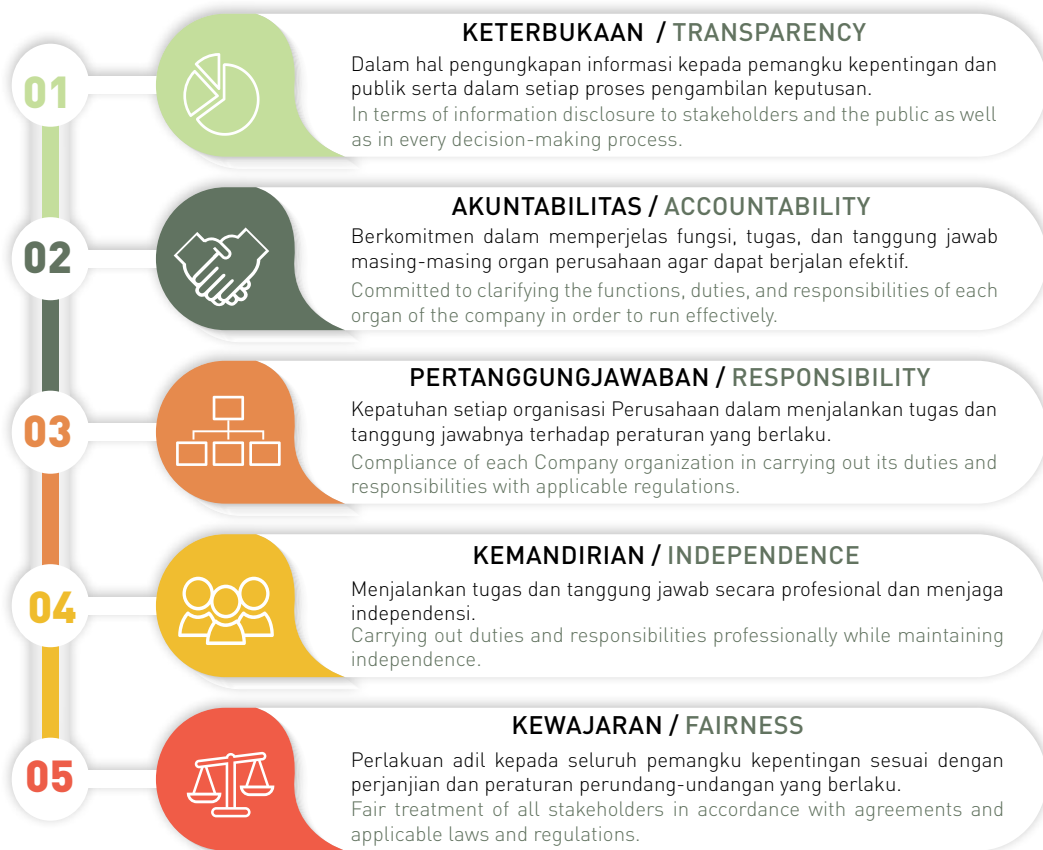 01
KETERBUKAAN / TRANSPARENCY
Dalam hal pengungkapan informasi kepada pemangku kepentingan dan
publik serta dalam setiap proses pengambilan keputusan.
In terms of information disclosure to stakeholders and the public as well
as in every decision-making process.
02
AKUNTABILITAS / ACCOUNTABILITY
Berkomitmen dalam memperjelas fungsi, tugas, dan tanggung jawab
masing-masing organ perusahaan agar dapat berjalan efektif.
Committed to clarifying the functions, duties, and responsibilities of each
organ of the company in order to run effectively.
03
PERTANGGUNGJAWABAN / RESPONSIBILITY
Kepatuhan setiap organisasi Perusahaan dalam menjalankan tugas dan
tanggung jawabnya terhadap peraturan yang berlaku.
Compliance of each Company organization in carrying out its duties and
responsibilities with applicable regulations.
04
KEMANDIRIAN / INDEPENDENCE
Menjalankan tugas dan tanggung jawab secara profesional dan menjaga
independensi.
Carrying out duties and responsibilities professionally while maintaining
independence.
05
KEWAJARAN / FAIRNESS
Perlakuan adil kepada seluruh pemangku kepentingan sesuai dengan
perjanjian dan peraturan perundang-undangan yang berlaku.
Fair treatment of all stakeholders in accordance with agreements and
applicable laws and regulations.